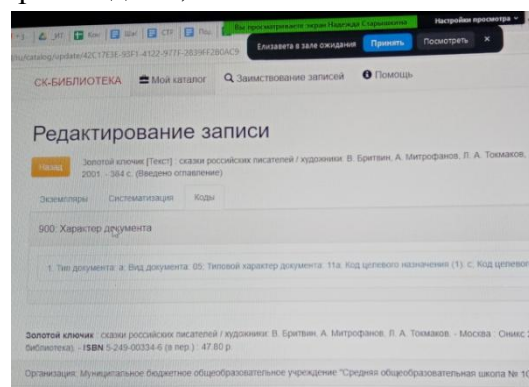 Вы просматриваете экран Надежда Старышкина
Настройки просмотра
Елизавета в зале ожидания Принять Посмотреть ×
СК-БИБЛИОТЕКА Мой каталог Заимствование записей Помощь
Редактирование записи
Назад
Золотой ключик [Текст] : сказки российских писателей / художники: В. Бритвин, А. Митрофанов, Л. А. Токмаков,
2001. - 384 с. (Введено оглавление)
Экземпляры Систематизация Коды
900: Характер документа
1. Тип документа: a: Вид документа: 05: Типовой характер документа: 11a. Код целевого назначения (1). c. Код целевого
Золотой ключик : сказки российских писателей / художники: В. Бритвин, А. Митрофанов, Л. А. Токмаков. - Москва : Оникс
библиотека). - ISBN 5-249-00334-6 (в пер.) : 47.80 р.
Организация: Муниципальное бюджетное общеобразовательное учреждение "Средняя общеобразовательная школа №